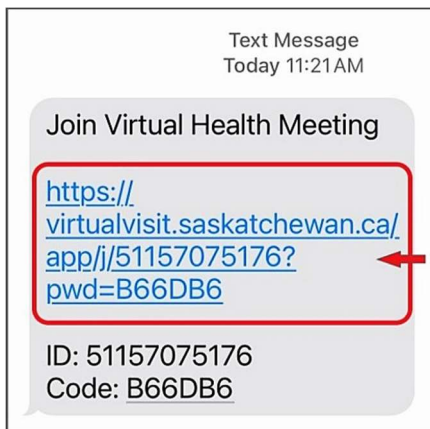 Text Message
Today 11:21 AM
Join Virtual Health Meeting
https://
virtualvisit.saskatchewan.ca/
app/j/51157075176?
pwd=B66DB6
ID: 51157075176
Code: B66DB6